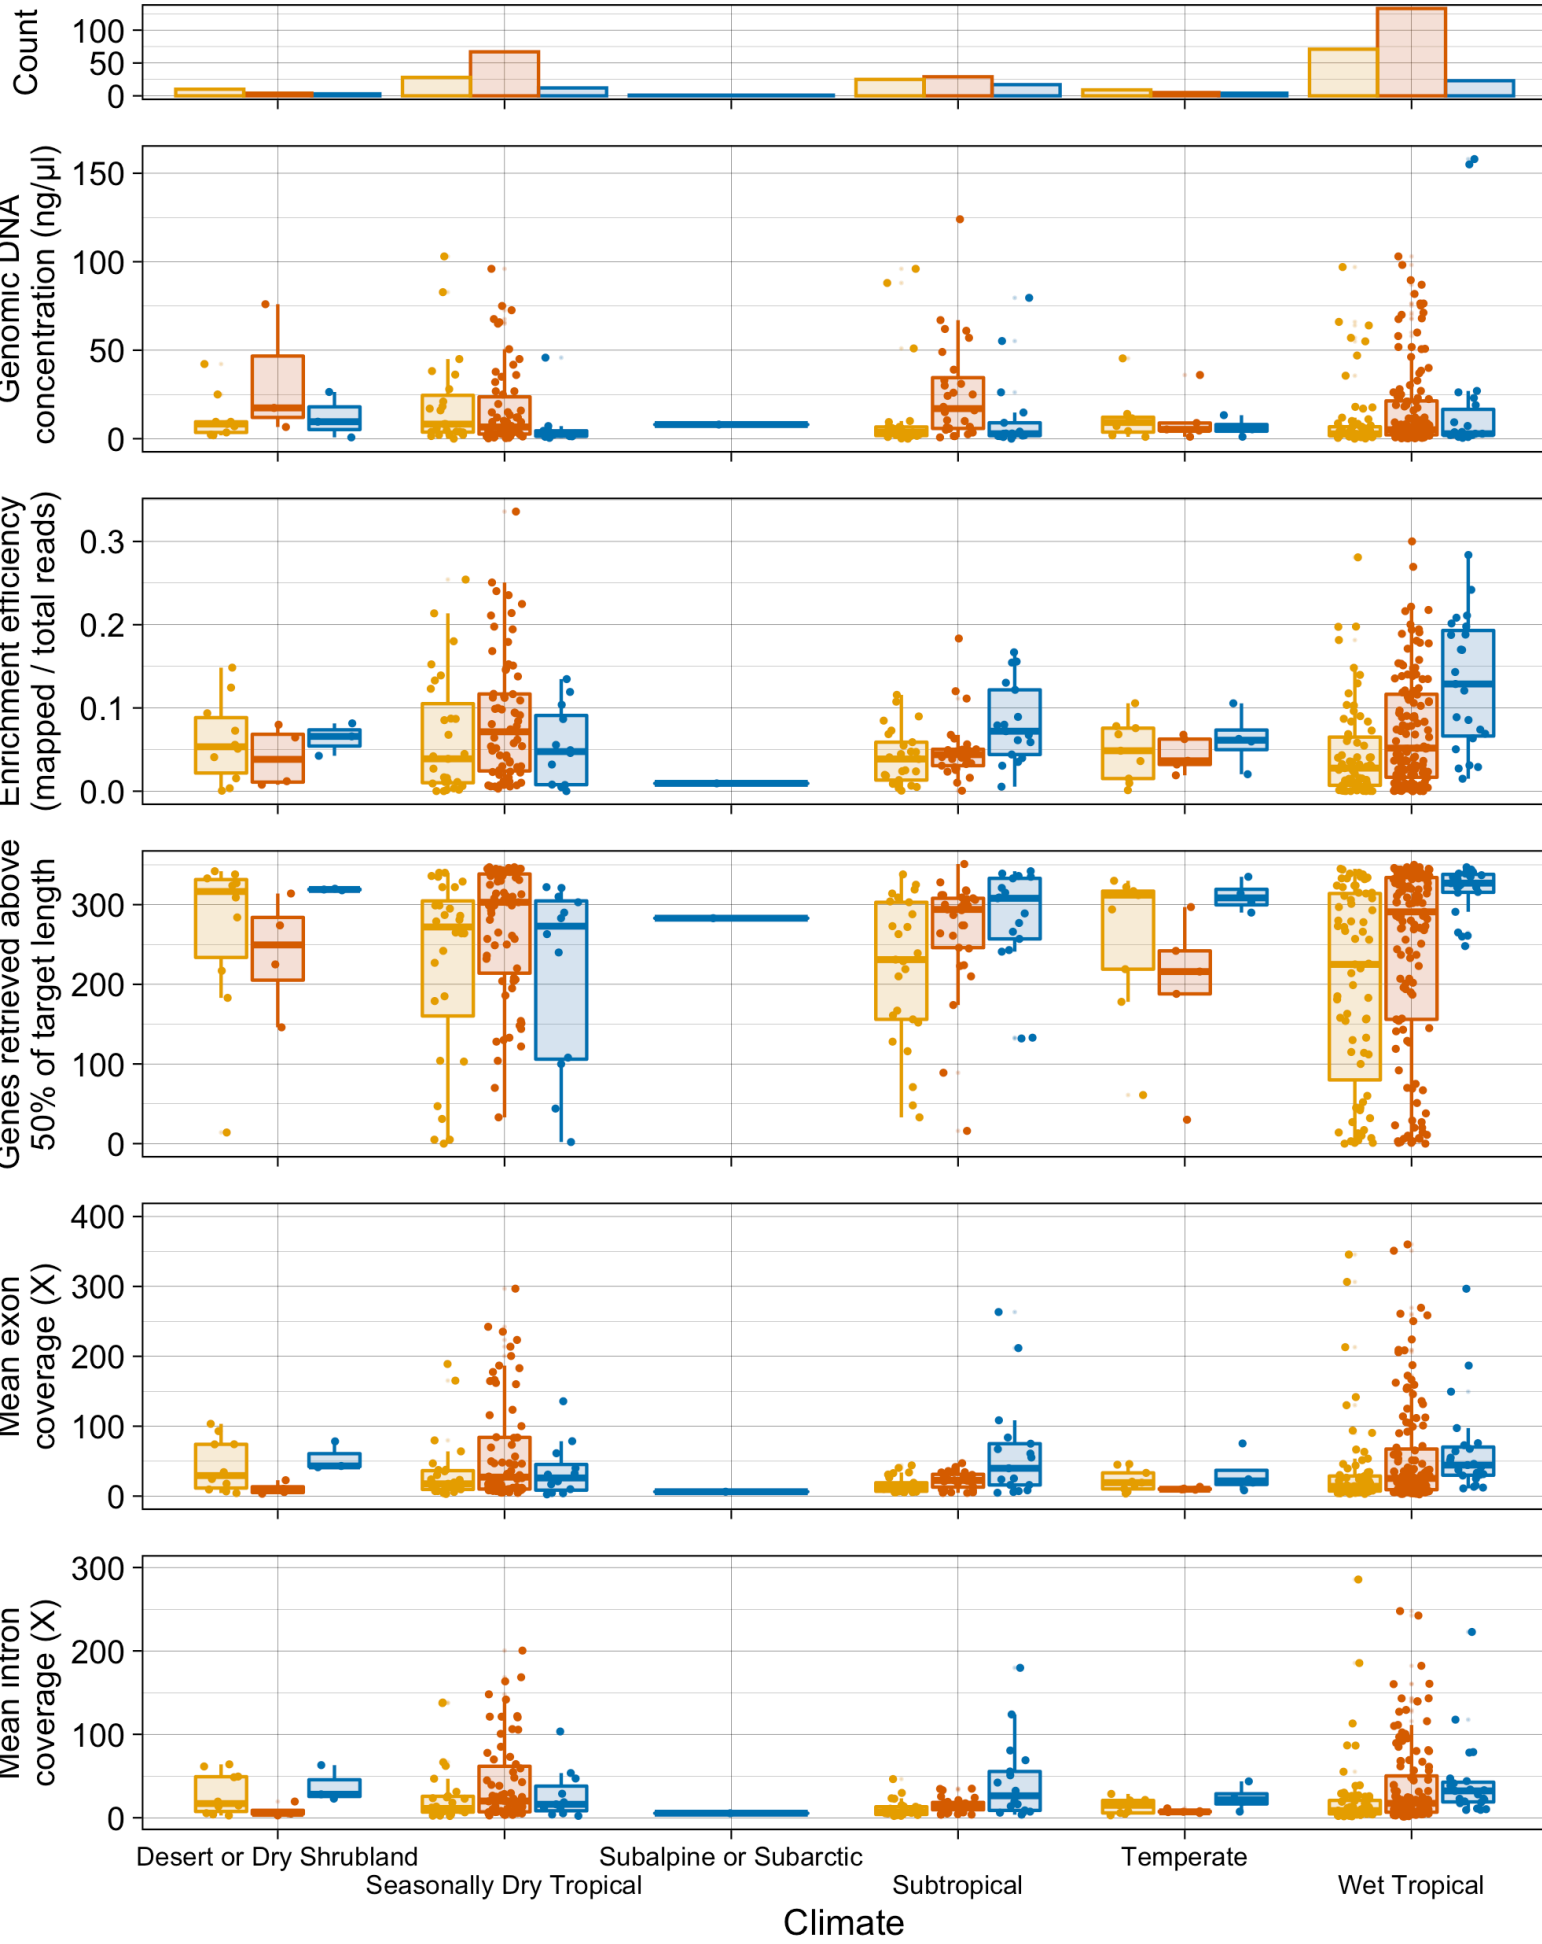 Count
100
50
0
Genomic DNA
concentration (ng/µl)
150
100
50
0
Enrichment efficiency
(mapped / total reads)
0.3
0.2
0.1
0.0
Genes retrieved above
50% of target length
300
200
100
0
Mean exon
coverage (X)
400
300
200
100
0
Mean intron
coverage (X)
300
200
100
0
Desert or Dry Shrubland
Seasonally Dry Tropical
Subalpine or Subarctic
Subtropical
Temperate
Wet Tropical
Climate